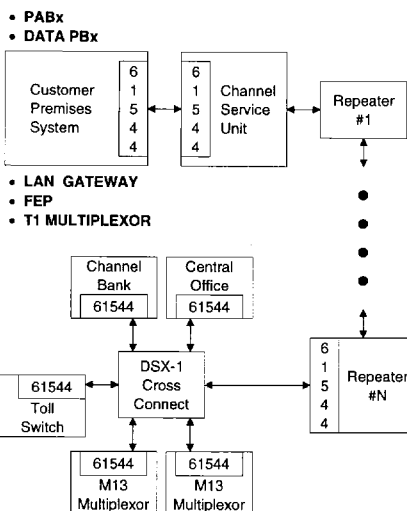 • PABx
• DATA PBx
Customer
Premises
System
6
1
5
4
4
6
1
5
4
4
Channel
Service
Unit
Repeater
#1
• LAN GATEWAY
• FEP
• T1 MULTIPLEXOR
Channel
Bank
61544
Central
Office
61544
61544
Toll
Switch
DSX-1
Cross
Connect
6
1
5
4
4
Repeater
#N
61544
M13
Multiplexor
61544
M13
Multiplexor